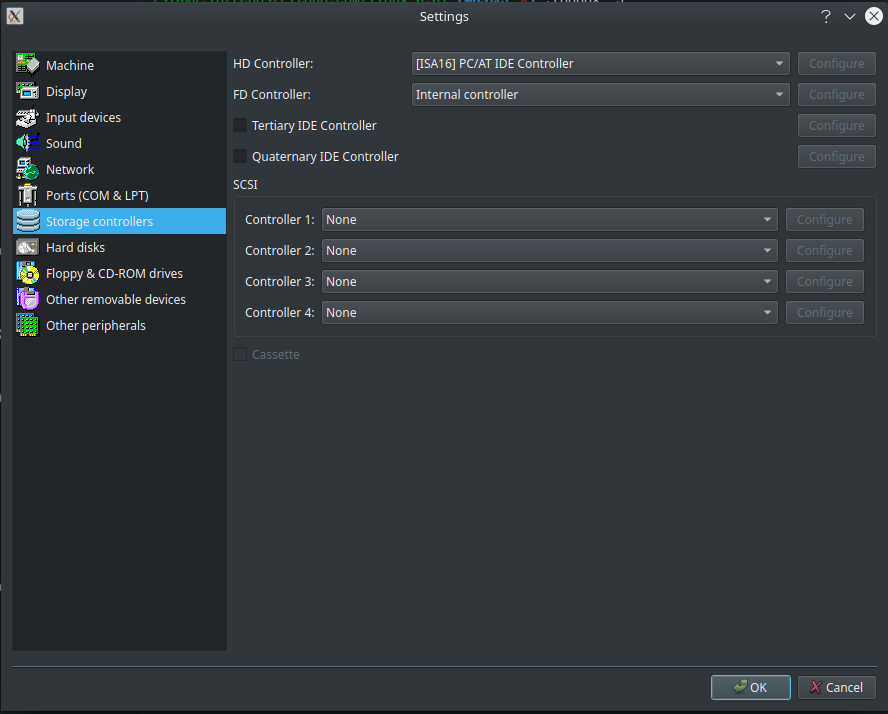 Settings
Machine
Display
Input devices
Sound
Network
Ports (COM & LPT)
Storage controllers
Hard disks
Floppy & CD-ROM drives
Other removable devices
Other peripherals
HD Controller: [ISA16] PC/AT IDE Controller Configure
FD Controller: Internal controller Configure
Tertiary IDE Controller Configure
Quaternary IDE Controller Configure
SCSI
Controller 1: None Configure
Controller 2: None Configure
Controller 3: None Configure
Controller 4: None Configure
Cassette
OK Cancel